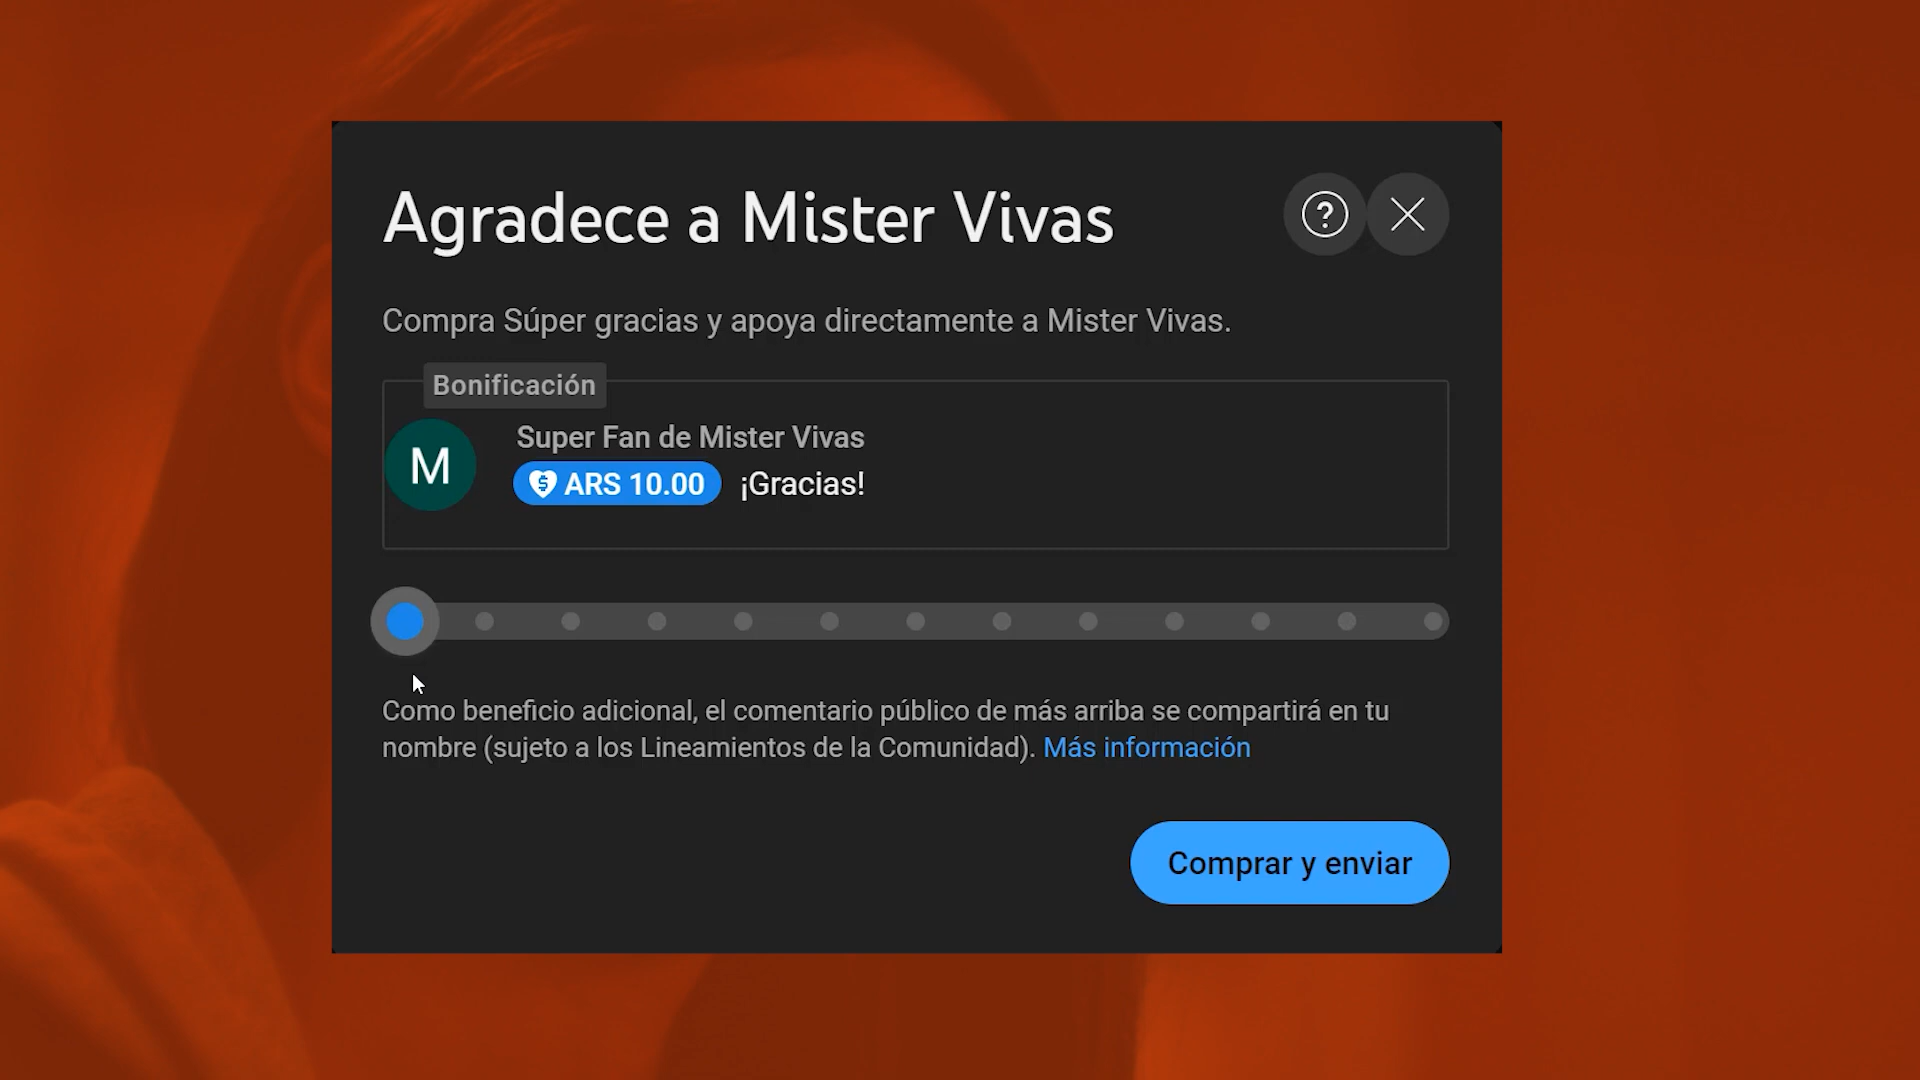 Agradece a Mister Vivas
?
Compra Súper gracias y apoya directamente a Mister Vivas.
Bonificación
M
Super Fan de Mister Vivas
$ ARS 10.00 ¡Gracias!
Como beneficio adicional, el comentario público de más arriba se compartirá en tu
nombre (sujeto a los Lineamientos de la Comunidad). Más información
Comprar y enviar